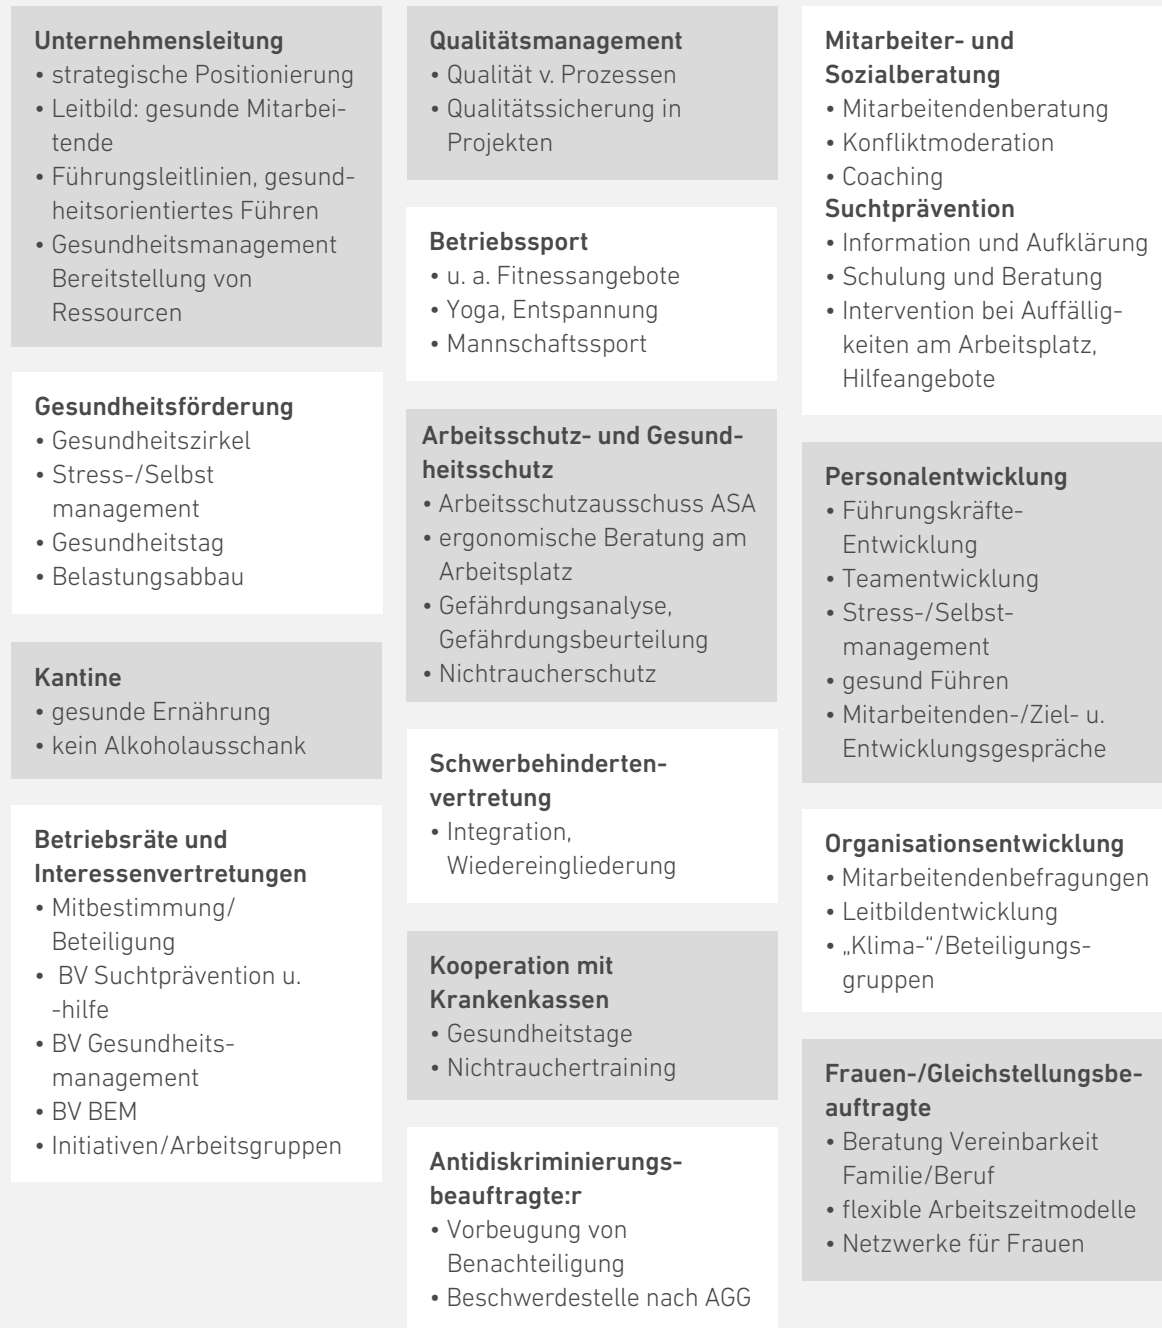 Unternehmensleitung
• strategische Positionierung
• Leitbild: gesunde Mitarbei-
tende
• Führungsleitlinien, gesund-
heitsorientiertes Führen
• Gesundheitsmanagement
Bereitstellung von
Ressourcen
Gesundheitsförderung
• Gesundheitszirkel
• Stress-/Selbst
management
• Gesundheitstag
• Belastungsabbau
Kantine
• gesunde Ernährung
• kein Alkoholausschank
Betriebsräte und
Interessenvertretungen
• Mitbestimmung/
Beteiligung
• BV Suchtprävention u.
-hilfe
• BV Gesundheits-
management
• BV BEM
• Initiativen/Arbeitsgruppen
Qualitätsmanagement
• Qualität v. Prozessen
• Qualitätssicherung in
Projekten
Betriebssport
• u. a. Fitnessangebote
• Yoga, Entspannung
• Mannschaftssport
Arbeitsschutz- und Gesund-
heitsschutz
• Arbeitsschutzausschuss ASA
• ergonomische Beratung am
Arbeitsplatz
• Gefährdungsanalyse,
Gefährdungsbeurteilung
• Nichtraucherschutz
Schwerbehinderten-
vertretung
• Integration,
Wiedereingliederung
Kooperation mit
Krankenkassen
• Gesundheitstage
• Nichtrauchertraining
Antidiskriminierungs-
beauftragte:r
• Vorbeugung von
Benachteiligung
• Beschwerdestelle nach AGG
Mitarbeiter- und
Sozialberatung
• Mitarbeitendenberatung
• Konfliktmoderation
• Coaching
Suchtprävention
• Information und Aufklärung
• Schulung und Beratung
• Intervention bei Auffällig-
keiten am Arbeitsplatz,
Hilfeangebote
Personalentwicklung
• Führungskräfte-
Entwicklung
• Teamentwicklung
• Stress-/Selbst-
management
• gesund Führen
• Mitarbeitenden-/Ziel- u.
Entwicklungsgespräche
Organisationsentwicklung
• Mitarbeitendenbefragungen
• Leitbildentwicklung
• „Klima-“/Beteiligungs-
gruppen
Frauen-/Gleichstellungsbe-
auftragte
• Beratung Vereinbarkeit
Familie/Beruf
• flexible Arbeitszeitmodelle
• Netzwerke für Frauen